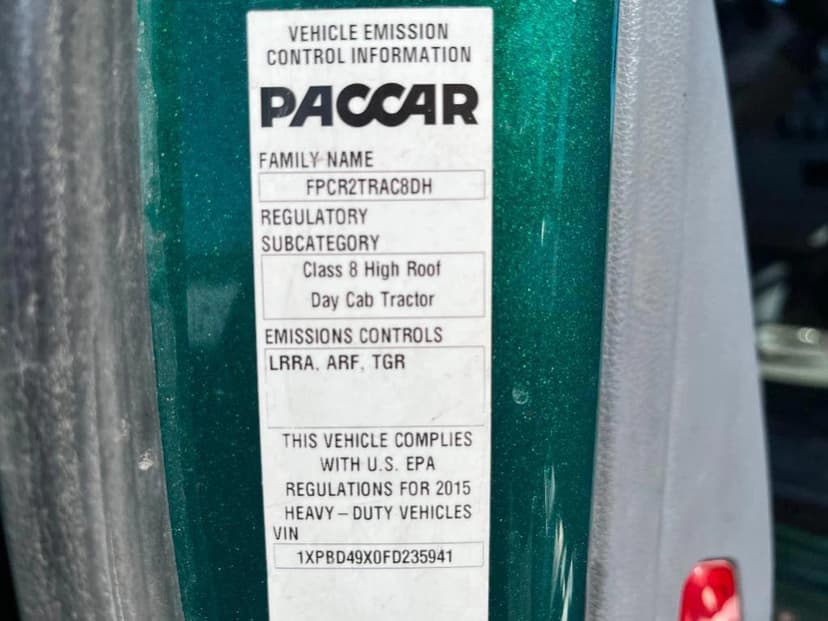 VEHICLE EMISSION
CONTROL INFORMATION
PACCAR
FAMILY NAME
FPCR2TRAC8DH
REGULATORY
SUBCATEGORY
Class 8 High Roof
Day Cab Tractor
EMISSIONS CONTROLS
LRRA, ARF, TGR
THIS VEHICLE COMPLIES
WITH U.S. EPA
REGULATIONS FOR 2015
HEAVY-DUTY VEHICLES
VIN
1XPBD49X0FD235941